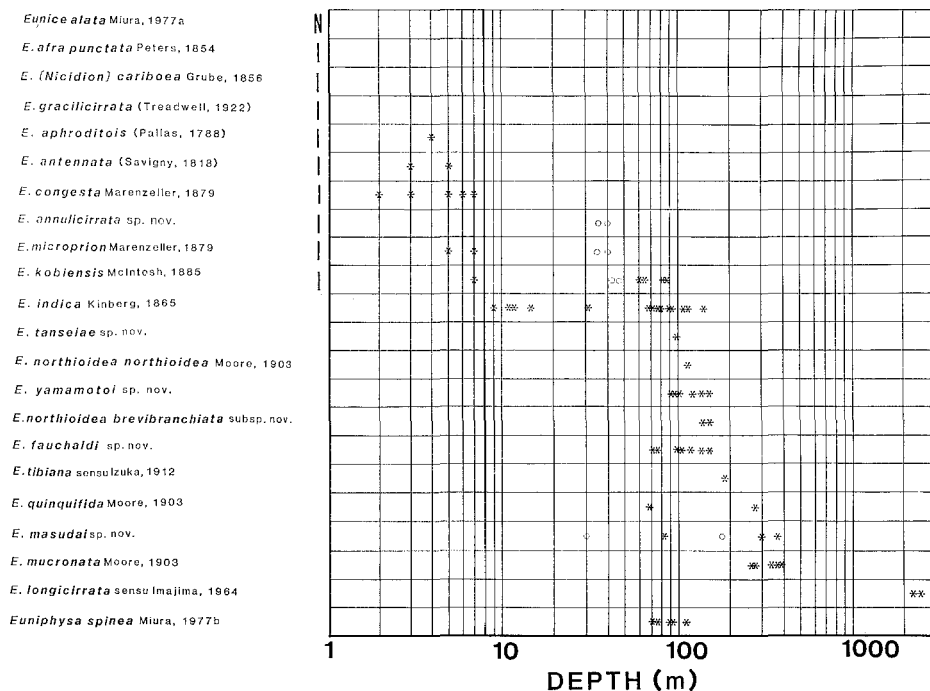 N
Eunice alata Miura, 1977a
E. afra punctata Peters, 1854
E. (Nicidion) cariboea Grube, 1856
E. gracilicirrata (Treadwell, 1922)
E. aphroditois (Pallas, 1788)
E. antennata (Savigny, 1818)
E. congesta Marenzeller, 1879
E. annulicirrata sp. nov.
E. microprion Marenzeller, 1879
E. kobiensis McIntosh, 1885
E. indica Kinberg, 1865
E. tanseiae sp. nov.
E. northioidea northioidea Moore, 1903
E. yamamotoi sp. nov.
E. northioidea brevibranchiata subsp. nov.
E. fauchaldi sp. nov.
E. tibiana sensu Izuka, 1912
E. quinquifida Moore, 1903
E. masudai sp. nov.
E. mucronata Moore, 1903
E. longicirrata sensu Imajima, 1964
Euniphysa spinea Miura, 1977b
1 10 100 1000
DEPTH (m)